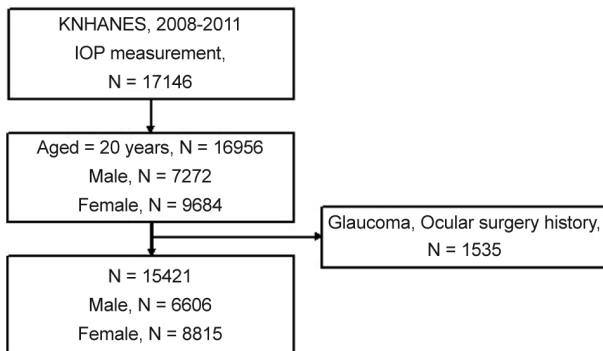 KNHANES, 2008-2011
IOP measurement,
N = 17146
Aged = 20 years, N = 16956
Male, N = 7272
Female, N = 9684
Glaucoma, Ocular surgery history,
N = 1535
N = 15421
Male, N = 6606
Female, N = 8815